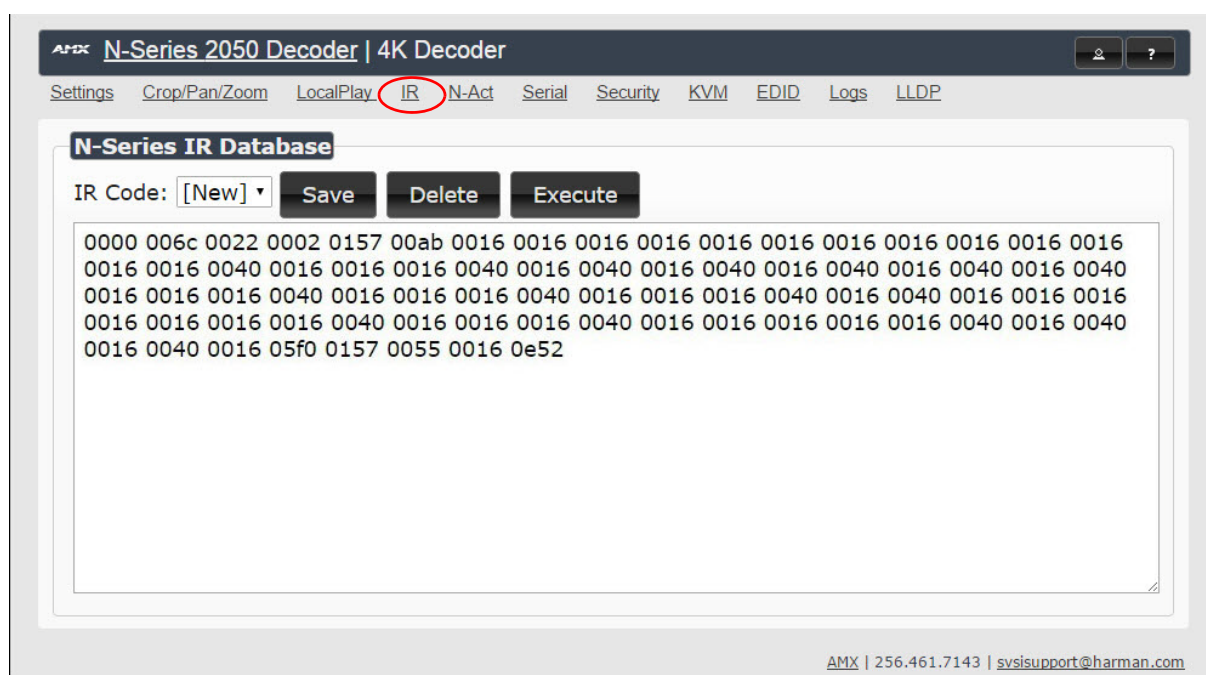 AMX N-Series 2050 Decoder | 4K Decoder ?
Settings Crop/Pan/Zoom LocalPlay IR N-Act Serial Security KVM EDID Logs LLDP
N-Series IR Database
IR Code: [New] Save Delete Execute
0000 006c 0022 0002 0157 00ab 0016 0016 0016 0016 0016 0016 0016 0016 0016 0016 0016
0016 0016 0040 0016 0016 0016 0040 0016 0040 0016 0040 0016 0040 0016 0040 0016 0040
0016 0016 0016 0040 0016 0016 0016 0040 0016 0016 0016 0040 0016 0040 0016 0016 0016
0016 0016 0016 0016 0016 0040 0016 0016 0016 0040 0016 0016 0016 0016 0016 0040 0016 0040
0016 0040 0016 05f0 0157 0055 0016 0e52
AMX | 256.461.7143 | svsisupport@harman.com